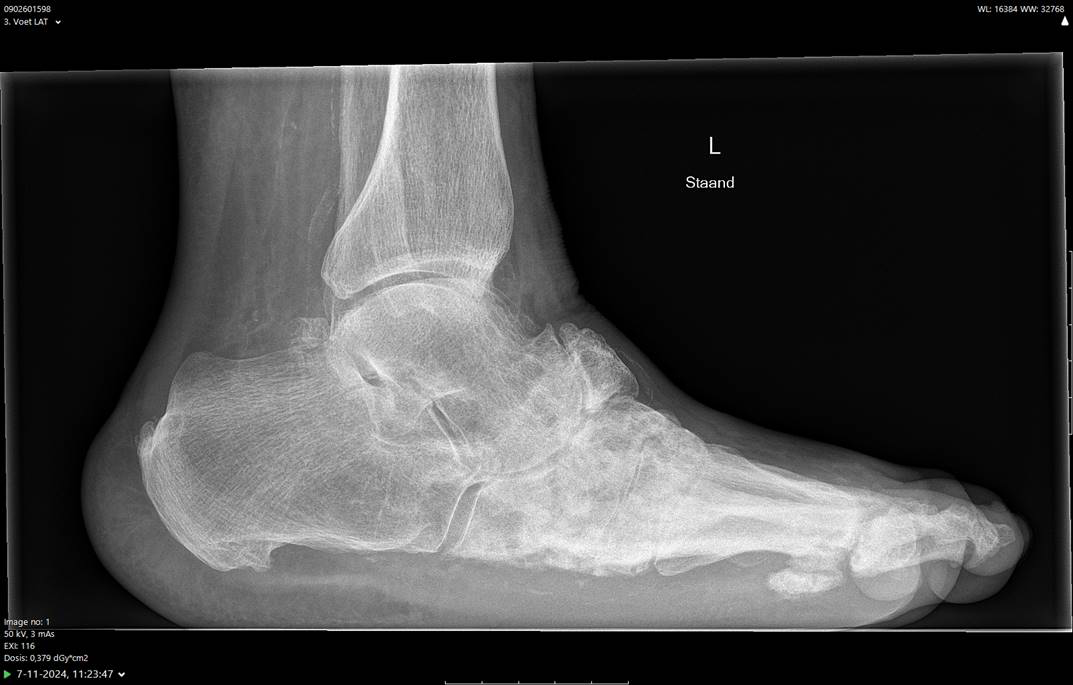 0902601598
3. Voet LAT
WL: 16384 WW: 32768
L
Staand
Image no: 1
50 kV, 3 mAs
EXI: 116
Dosis: 0,379 dGy*cm2
7-11-2024, 11:23:47